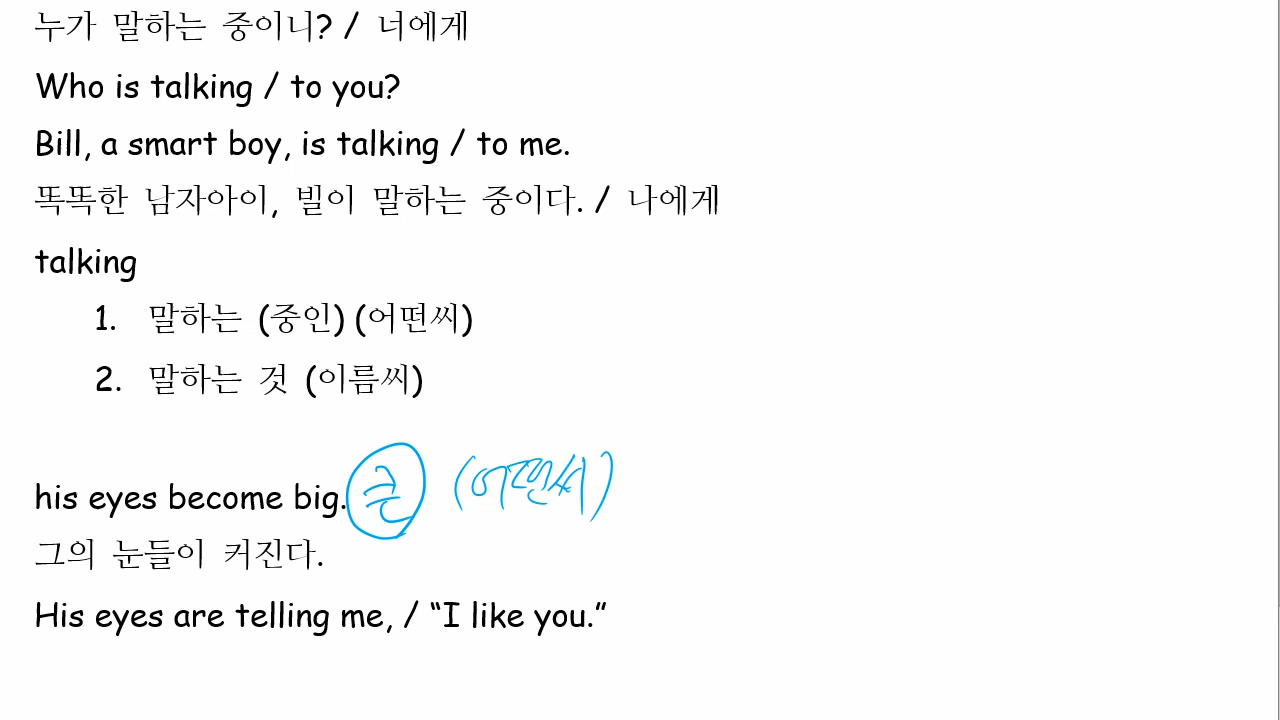 누가 말하는 중이니? / 너에게
Who is talking / to you?
Bill, a smart boy, is talking / to me.
똑똑한 남자아이, 빌이 말하는 중이다. / 나에게
talking
1. 말하는 (중인) (어떤씨)
2. 말하는 것 (이름씨)
his eyes become big. 큰 (어떤씨)
그의 눈들이 커진다.
His eyes are telling me, / “I like you.”